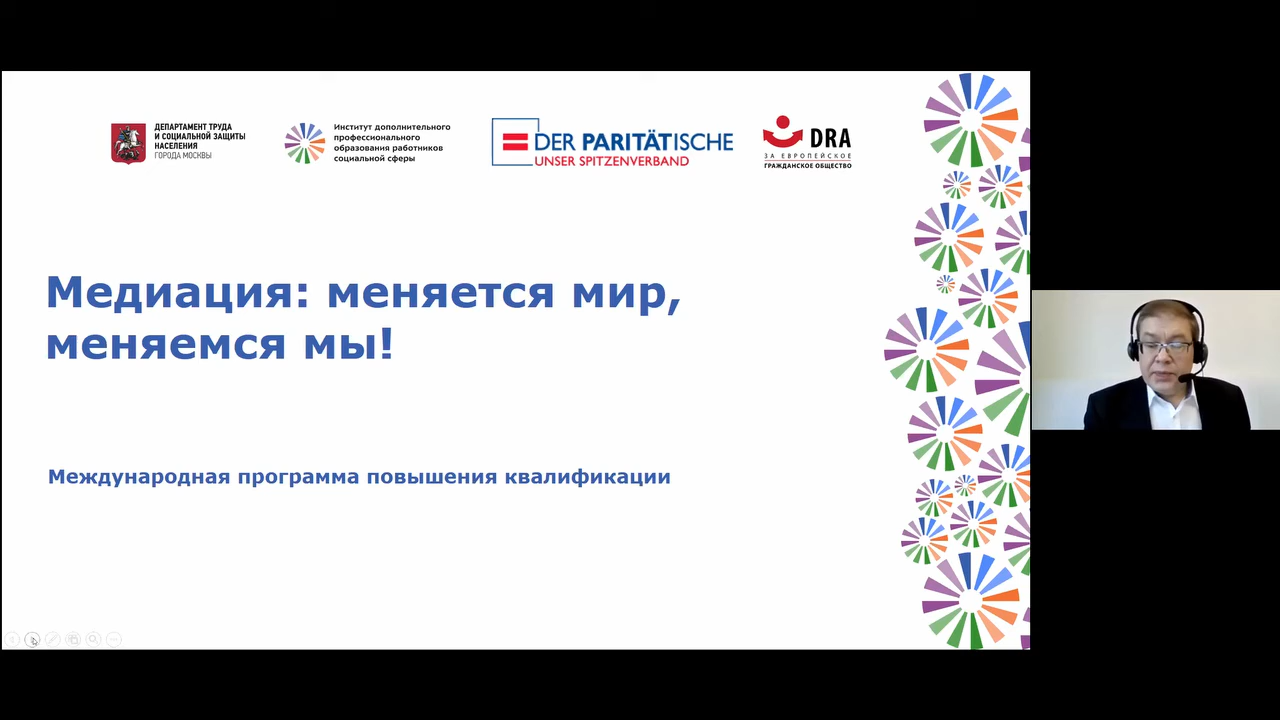 ДЕПАРТАМЕНТ ТРУДА
И СОЦИАЛЬНОЙ ЗАЩИТЫ
НАСЕЛЕНИЯ
ГОРОДА МОСКВЫ
Институт дополнительного
профессионального
образования работников
социальной сферы
DER PARITÄTISCHE
UNSER SPITZENVERBAND
DRA
ЗА ЕВРОПЕЙСКОЕ
ГРАЖДАНСКОЕ ОБЩЕСТВО
Медиация: меняется мир,
меняемся мы!
Международная программа повышения квалификации